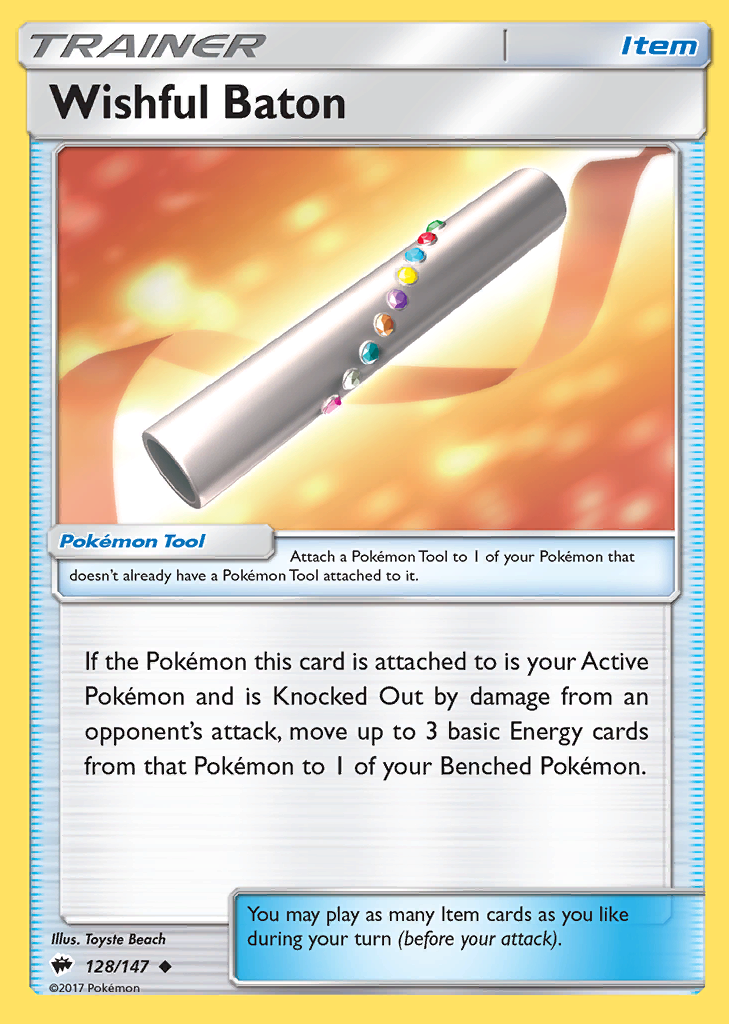 TRAINER
Item
Wishful Baton
Pokémon Tool
Attach a Pokémon Tool to 1 of your Pokémon that
doesn't already have a Pokémon Tool attached to it.
If the Pokémon this card is attached to is your Active
Pokémon and is Knocked Out by damage from an
opponent's attack, move up to 3 basic Energy cards
from that Pokémon to 1 of your Benched Pokémon.
You may play as many Item cards as you like
during your turn (before your attack).
Illus. Toyste Beach
128/147
©2017 Pokémon